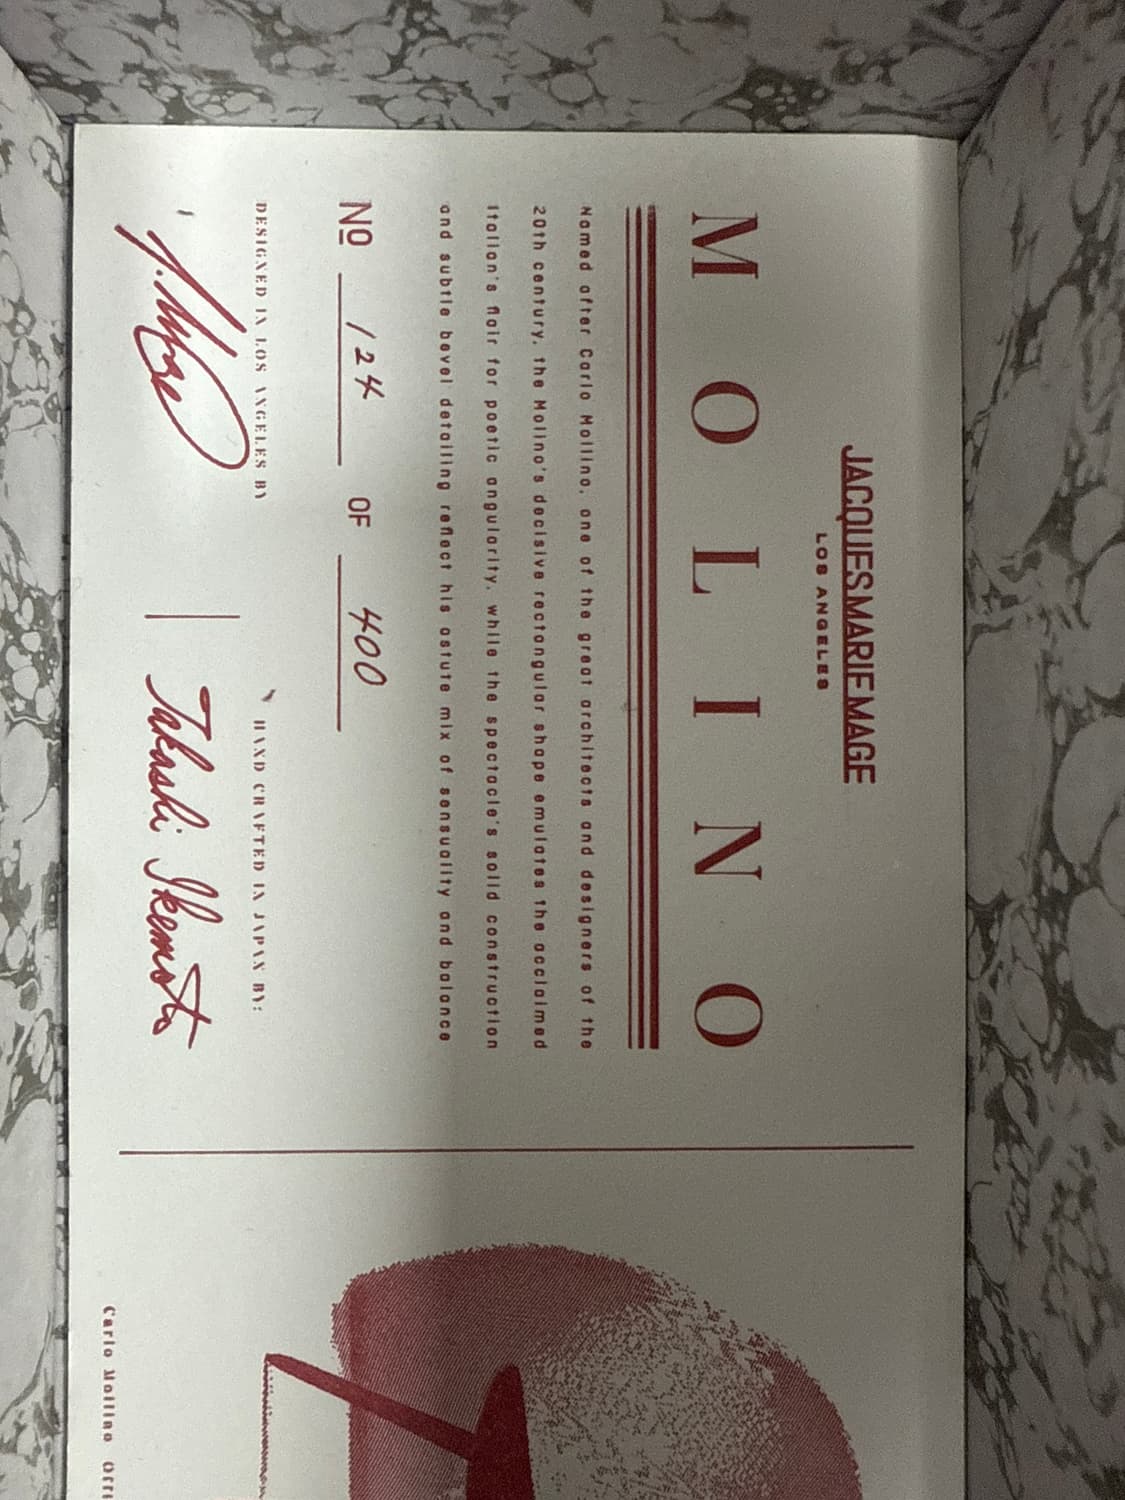 JACQUESMARIEMAGE
LOS ANGELES
MOLINO
Named after Carlo Mollino, one of the great architects and designers of the
20th century, the Molino's decisive rectangular shape emulates the acclaimed
Italian's flair for poetic angularity, while the spectacle's solid construction
and subtle bevel detailing reflect his astute mix of sensuality and balance
No 124 OF 400
DESIGNED IN LOS ANGELES BY
HAND CRAFTED IN JAPAN BY:
Takashi Ikemoto
Carlo Mollino